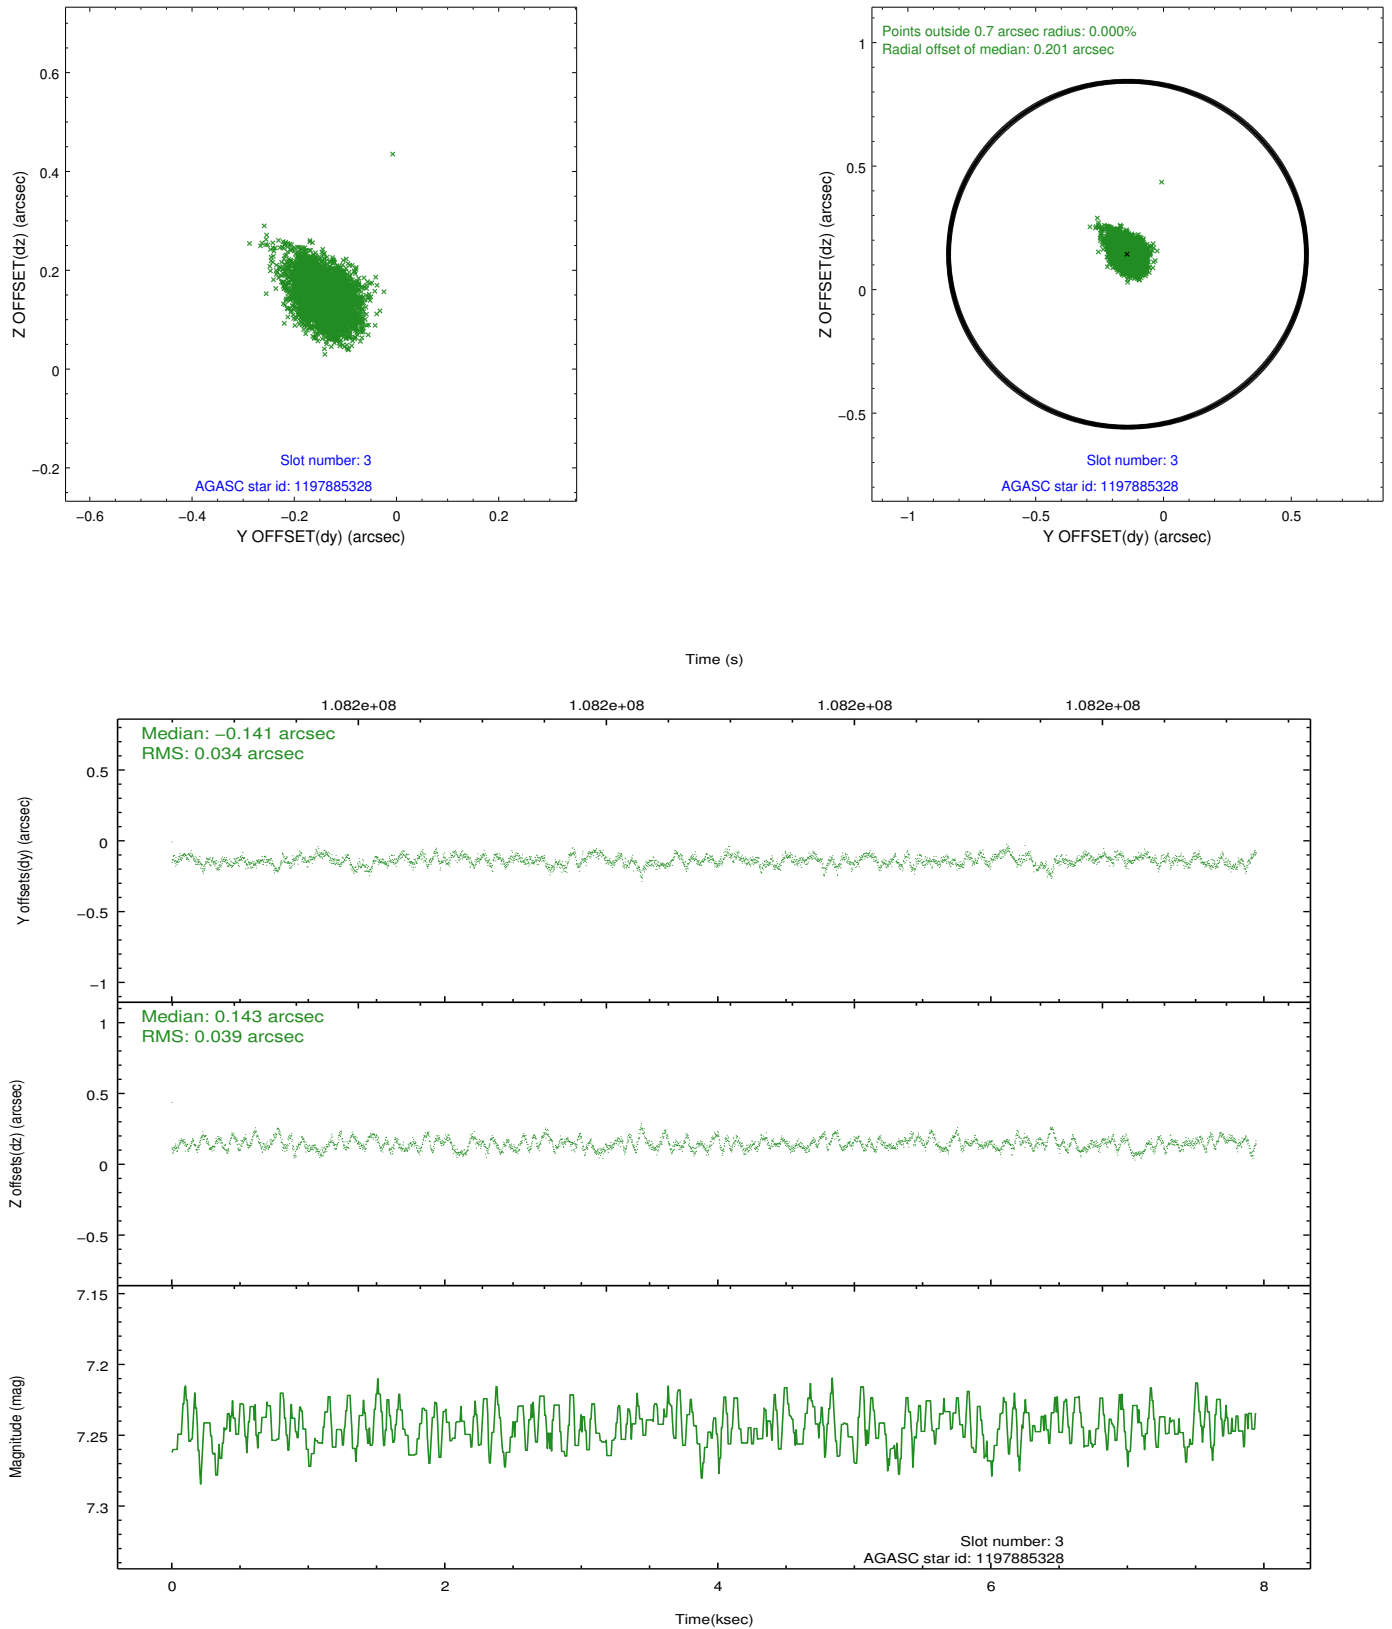 0.6
0.4
0.2
0
−0.2
Z OFFSET(dz) (arcsec)
Slot number: 3
AGASC star id: 1197885328
−0.6
−0.4
−0.2
0
0.2
Y OFFSET(dy) (arcsec)
Points outside 0.7 arcsec radius: 0.000%
Radial offset of median: 0.201 arcsec
1
0.5
0
−0.5
Z OFFSET(dz) (arcsec)
Slot number: 3
AGASC star id: 1197885328
−1
−0.5
0
0.5
Y OFFSET(dy) (arcsec)
Time (s)
1.082e+08
1.082e+08
1.082e+08
1.082e+08
Median: −0.141 arcsec
RMS: 0.034 arcsec
0.5
0
−0.5
−1
Y offsets(dy) (arcsec)
Median: 0.143 arcsec
RMS: 0.039 arcsec
1
0.5
0
−0.5
Z offsets(dz) (arcsec)
7.15
7.2
7.25
7.3
Magnitude (mag)
Slot number: 3
AGASC star id: 1197885328
0
2
4
6
8
Time(ksec)